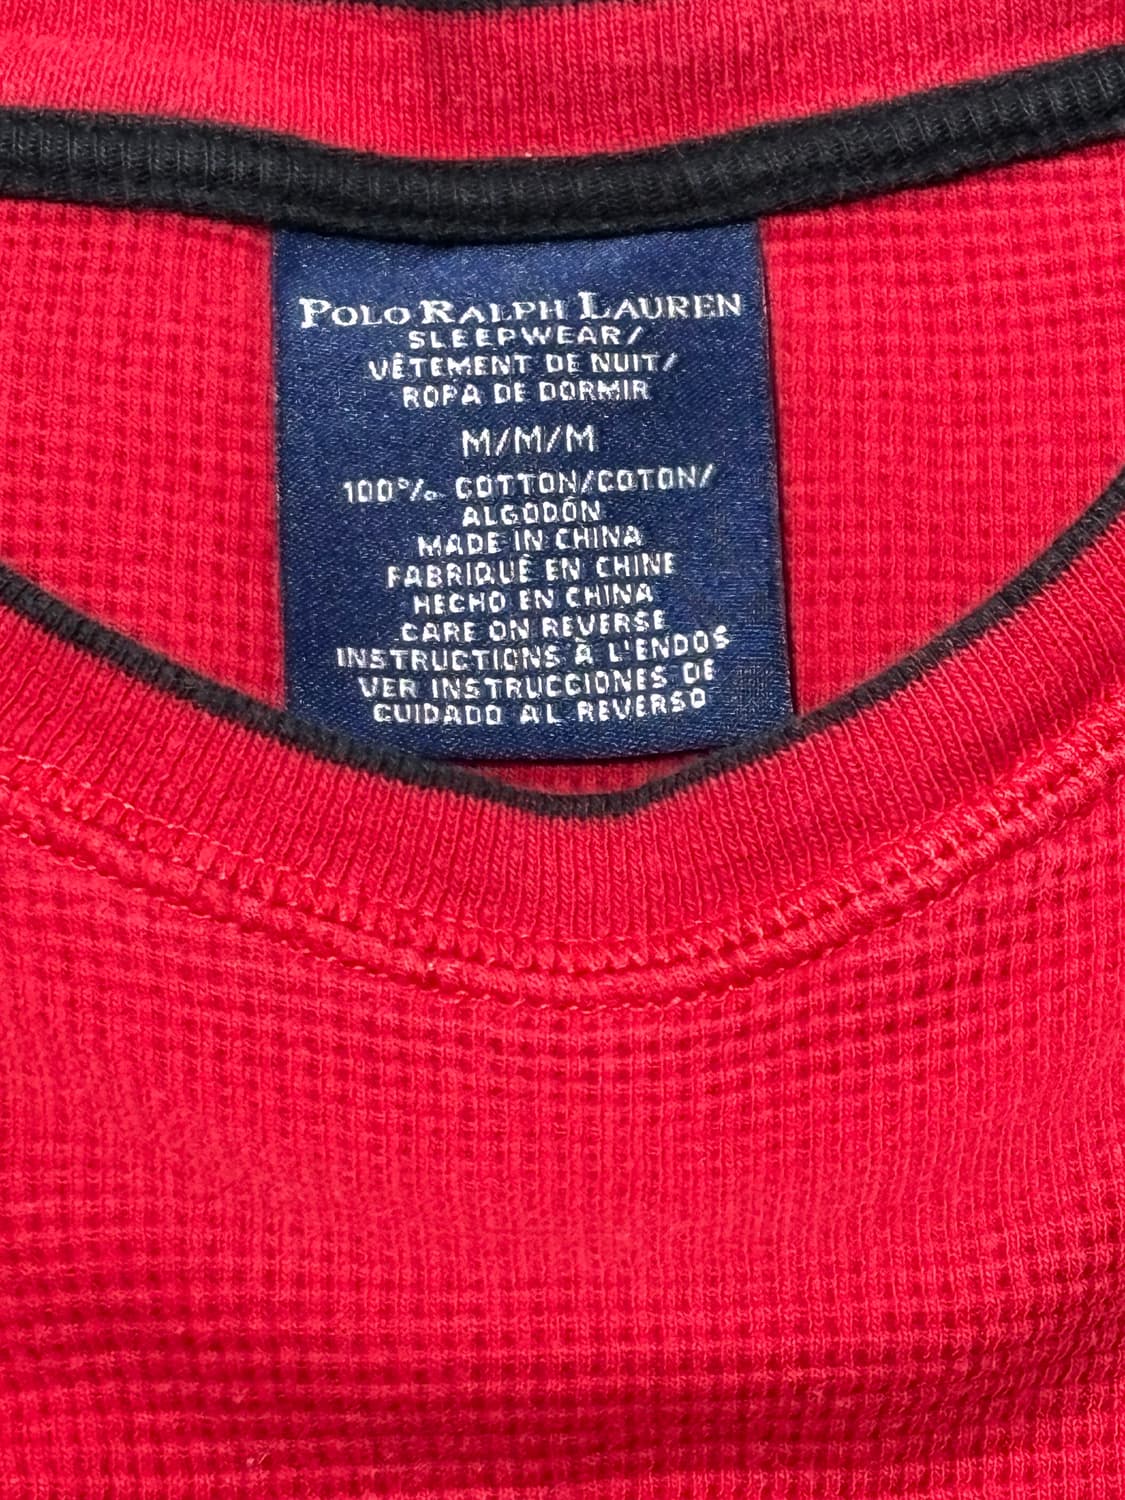 POLO RALPH LAUREN
SLEEPWEAR/
VÊTEMENT DE NUIT/
ROPA DE DORMIR
M/M/M
100% COTTON/COTON/
ALGODÓN
MADE IN CHINA
FABRIQUÉ EN CHINE
HECHO EN CHINA
CARE ON REVERSE
INSTRUCTIONS À L'ENDOS
VER INSTRUCCIONES DE
CUIDADO AL REVERSO